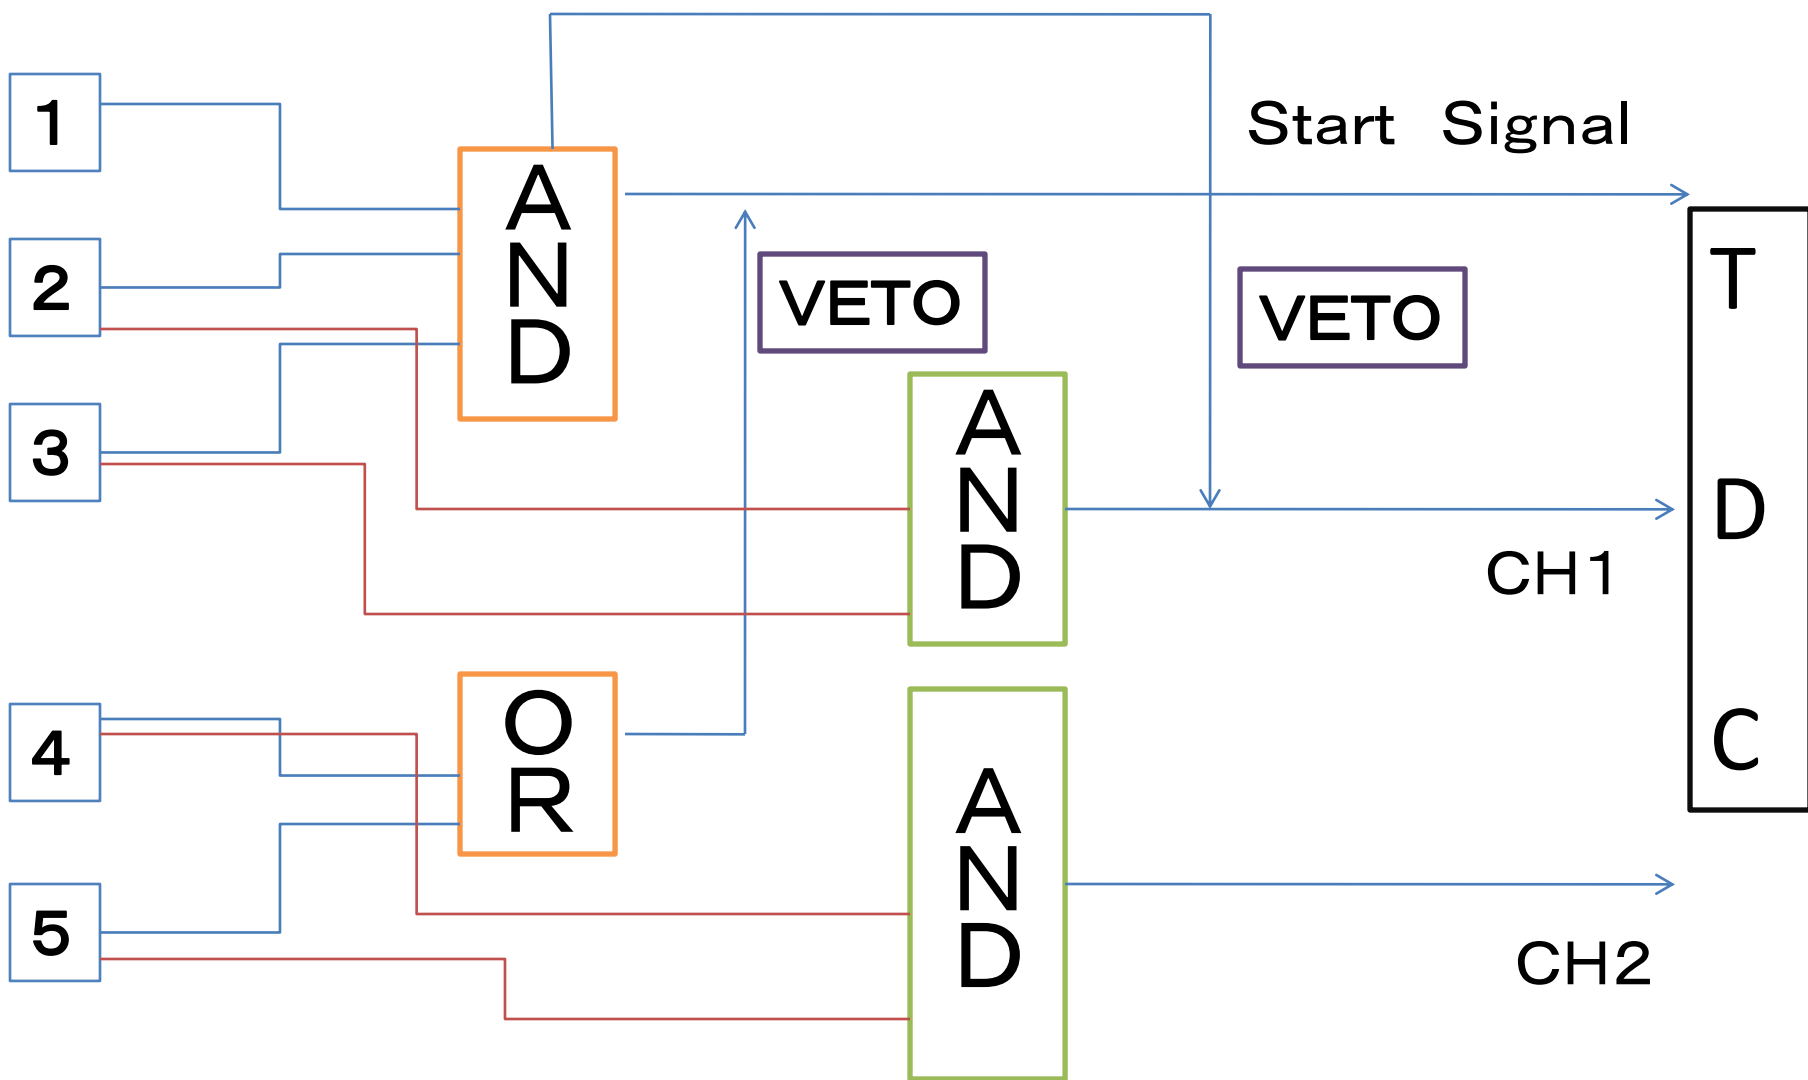 1
2
3
4
5
AND
OR
VETO
AND
AND
VETO
Start Signal
CH1
CH2
TDC